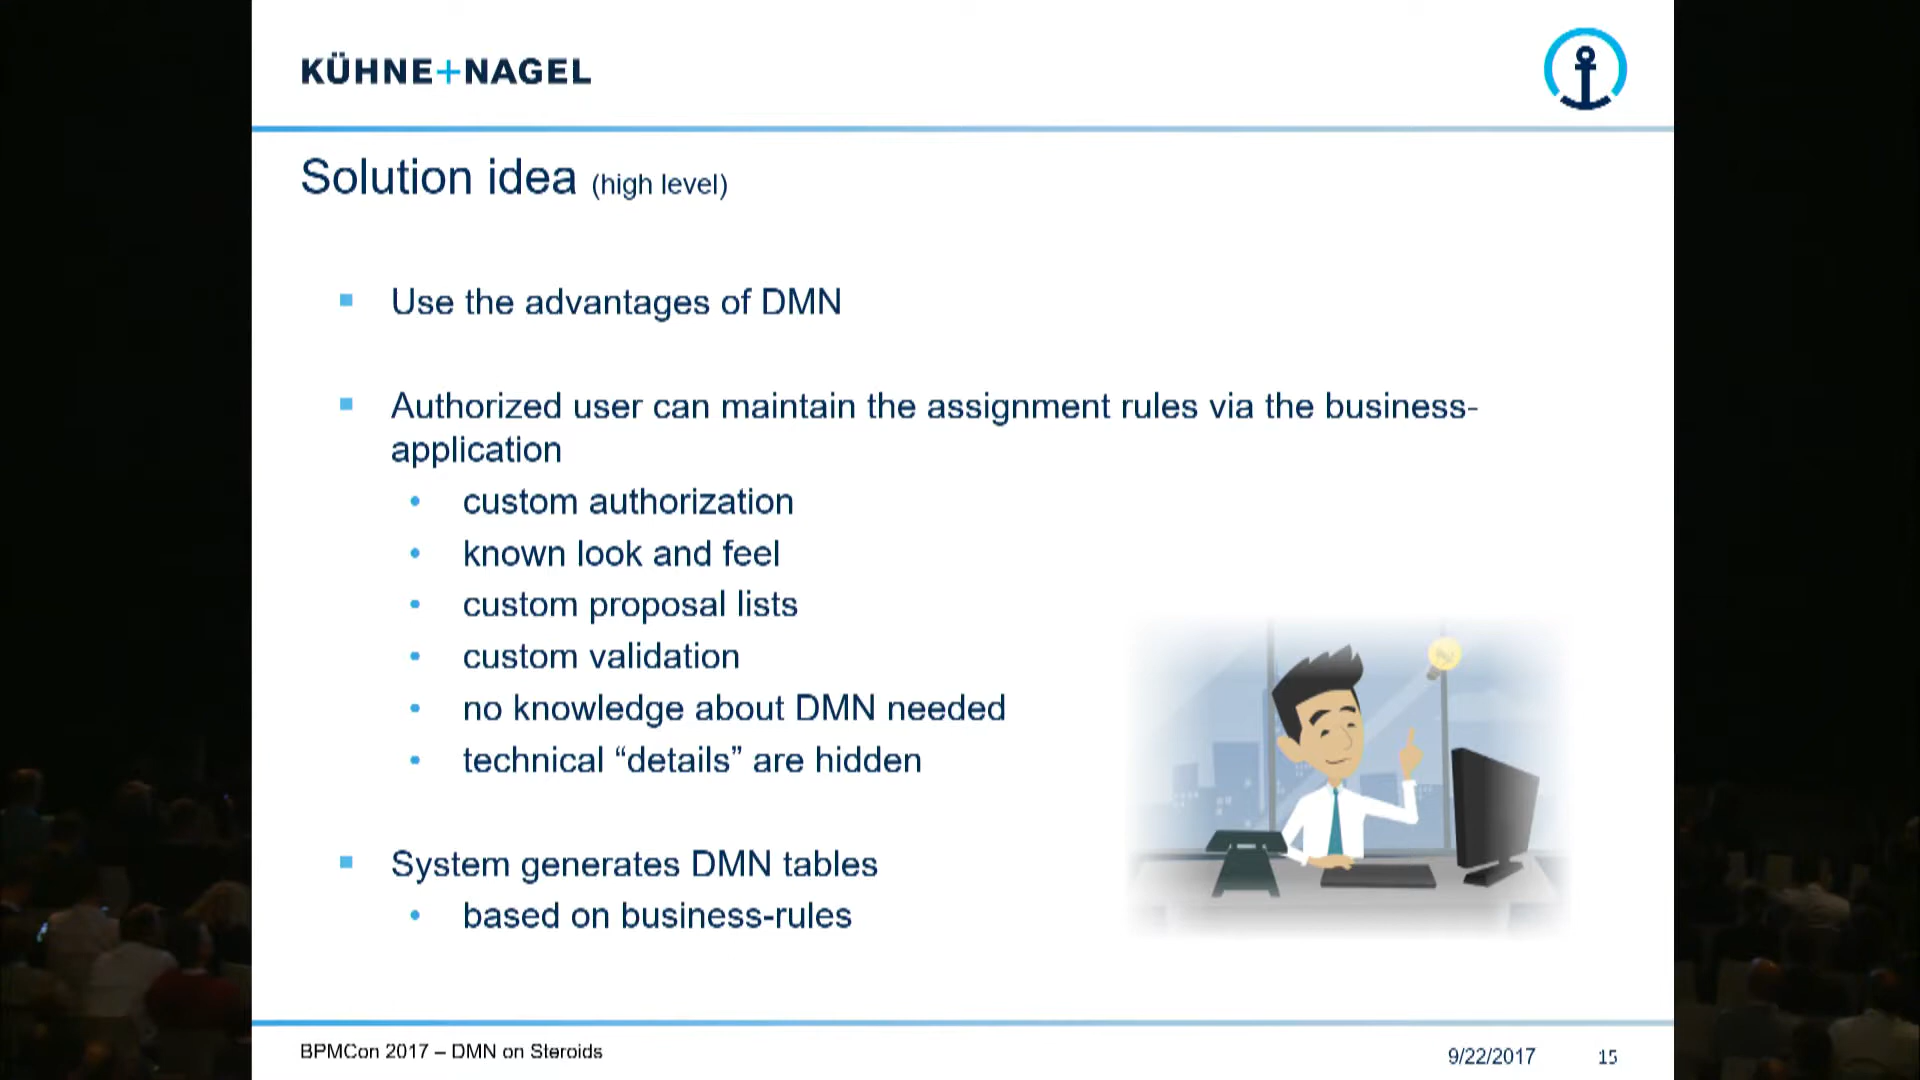 KÜHNE+NAGEL
Solution idea (high level)
Use the advantages of DMN
Authorized user can maintain the assignment rules via the business-
application
custom authorization
known look and feel
custom proposal lists
custom validation
no knowledge about DMN needed
technical “details” are hidden
System generates DMN tables
based on business-rules
BPMCon 2017 – DMN on Steroids
9/22/2017 15